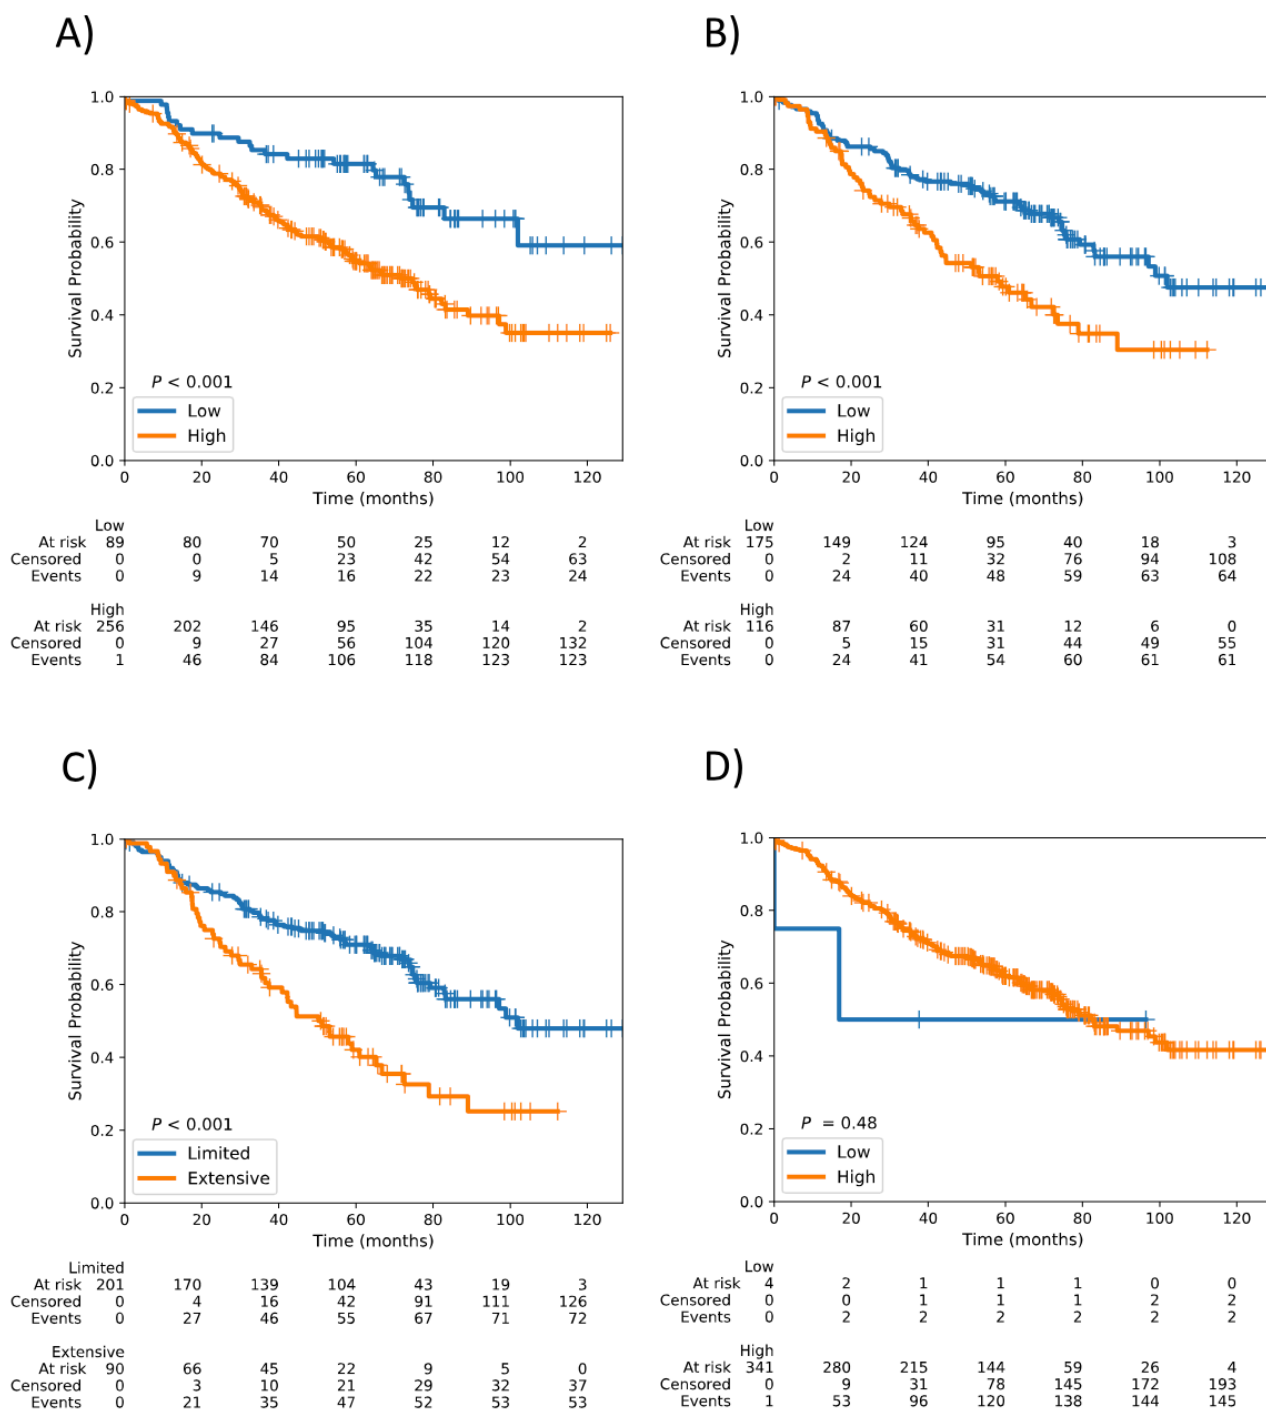 A)
1.0
0.8
0.6
0.4
0.2
0.0
Survival Probability
P < 0.001
Low
High
0 20 40 60 80 100 120
Time (months)
Low
At risk 89 80 70 50 25 12 2
Censored 0 0 5 23 42 54 63
Events 0 9 14 16 22 23 24
High
At risk 256 202 146 95 35 14 2
Censored 0 9 27 56 104 120 132
Events 1 46 84 106 118 123 123
B)
1.0
0.8
0.6
0.4
0.2
0.0
Survival Probability
P < 0.001
Low
High
0 20 40 60 80 100 120
Time (months)
Low
At risk 175 149 124 95 40 18 3
Censored 0 2 11 32 76 94 108
Events 0 24 40 48 59 63 64
High
At risk 116 87 60 31 12 6 0
Censored 0 5 15 31 44 49 55
Events 0 24 41 54 60 61 61
C)
1.0
0.8
0.6
0.4
0.2
0.0
Survival Probability
P < 0.001
Limited
Extensive
0 20 40 60 80 100 120
Time (months)
Limited
At risk 201 170 139 104 43 19 3
Censored 0 4 16 42 91 111 126
Events 0 27 46 55 67 71 72
Extensive
At risk 90 66 45 22 9 5 0
Censored 0 3 10 21 29 32 37
Events 0 21 35 47 52 53 53
D)
1.0
0.8
0.6
0.4
0.2
0.0
Survival Probability
P = 0.48
Low
High
0 20 40 60 80 100 120
Time (months)
Low
At risk 4 2 1 1 1 0 0
Censored 0 0 1 1 1 2 2
Events 0 2 2 2 2 2 2
High
At risk 341 280 215 144 59 26 4
Censored 0 9 31 78 145 172 193
Events 1 53 96 120 138 144 145